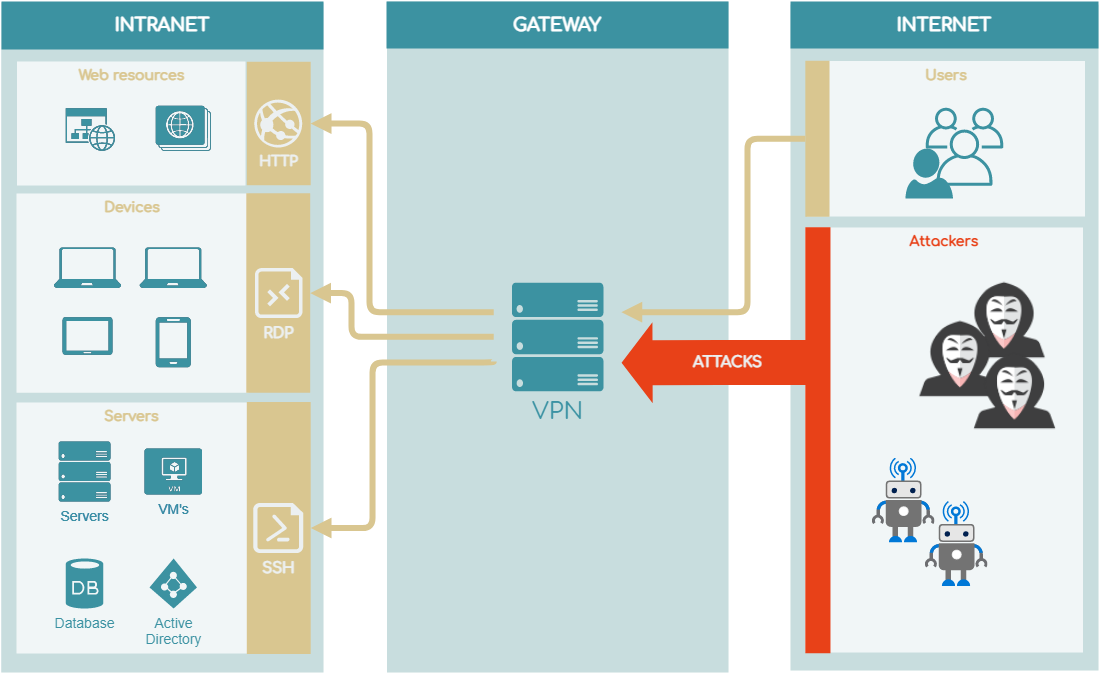 INTRANET
GATEWAY
INTERNET
Web resources
HTTP
Devices
RDP
Servers
Servers
VM
VM's
DB
Database
Active
Directory
SSH
VPN
ATTACKS
Users
Attackers